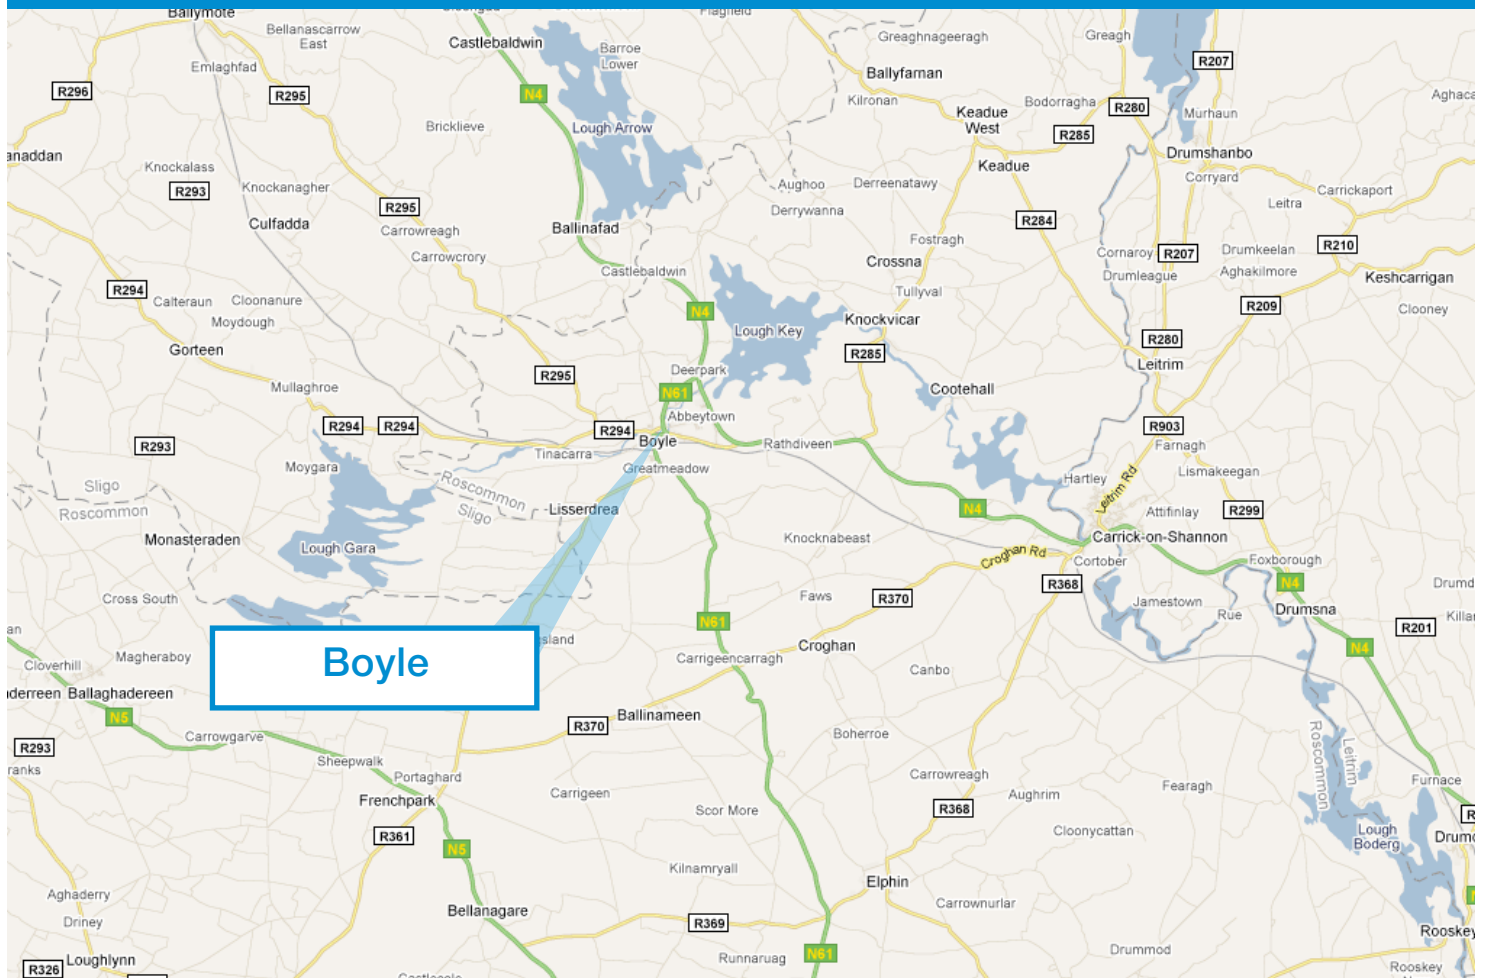 Ballymote
Plagfield
Bellanascarrow
East
Castlebaldwin
Barroe
Lower
Greaghnageeragh
Greagh
R207
Emlaghfad
Ballyfarnan
R296
R295
N4
Kilronan
Bodorragha
R280
Aghaca
Keadue
West
Murhaun
Bricklieve
Lough Arrow
R285
anaddan
Knockalass
Keadue
Drumshanbo
R293
Knockanagher
Aughoo
Derreenatawy
Corryard
Carrickaport
R295
Derrywanna
Leitra
Culfadda
Carrowreagh
Ballinafad
R284
Fostragh
Cornaroy
R207
Drumkeelan
R210
Carrowcrory
Castlebaldwin
Crossna
Drumleague
Aghakilmore
Keshcarrigan
R294
Calteraun
Cloonanure
Tullyval
R209
Clooney
Moydough
N4
Lough Key
Knockvicar
Gorteen
R285
R280
Leitrim
Mullaghroe
R295
Deerpark
N61
Cootehall
Abbeytown
R294
R294
R294
R903
R293
Boyle
Rathdiveen
Farnagh
Tinacarra
Moygara
Greatmeadow
Lismakeegan
Sligo
Roscommon
Roscommon
Sligo
Hartley
Leitrim Rd
Lisserdrea
N4
Attifinlay
R299
Monasteraden
Lough Gara
Knocknabeast
Carrick-on-Shannon
Croghan Rd
Cortober
Foxborough
R368
N4
Cross South
Faws
R370
Jamestown
Rue
Drumsna
Drumd
Killar
R201
an
N61
Boyle
sland
Croghan
N4
Cloverhill
Magheraboy
Carrigeencarragh
Canbo
derreen
Ballaghadereen
N5
R370
Ballinameen
Carrowgarve
Boherroe
R293
Sheepwalk
Roscommon
Leitrim
ranks
Portaghard
Carrowreagh
Furnace
Frenchpark
Carrigeen
Aughrim
Fearagh
Scor More
R368
R361
Cloonycattan
Lough
Boderg
Drumo
N5
Kilnamryall
Elphin
Aghaderry
Bellanagare
Carrownurlar
Driney
R369
Rooskey
Loughlynn
Runnaruag
N61
Drummod
R326
Rooskey